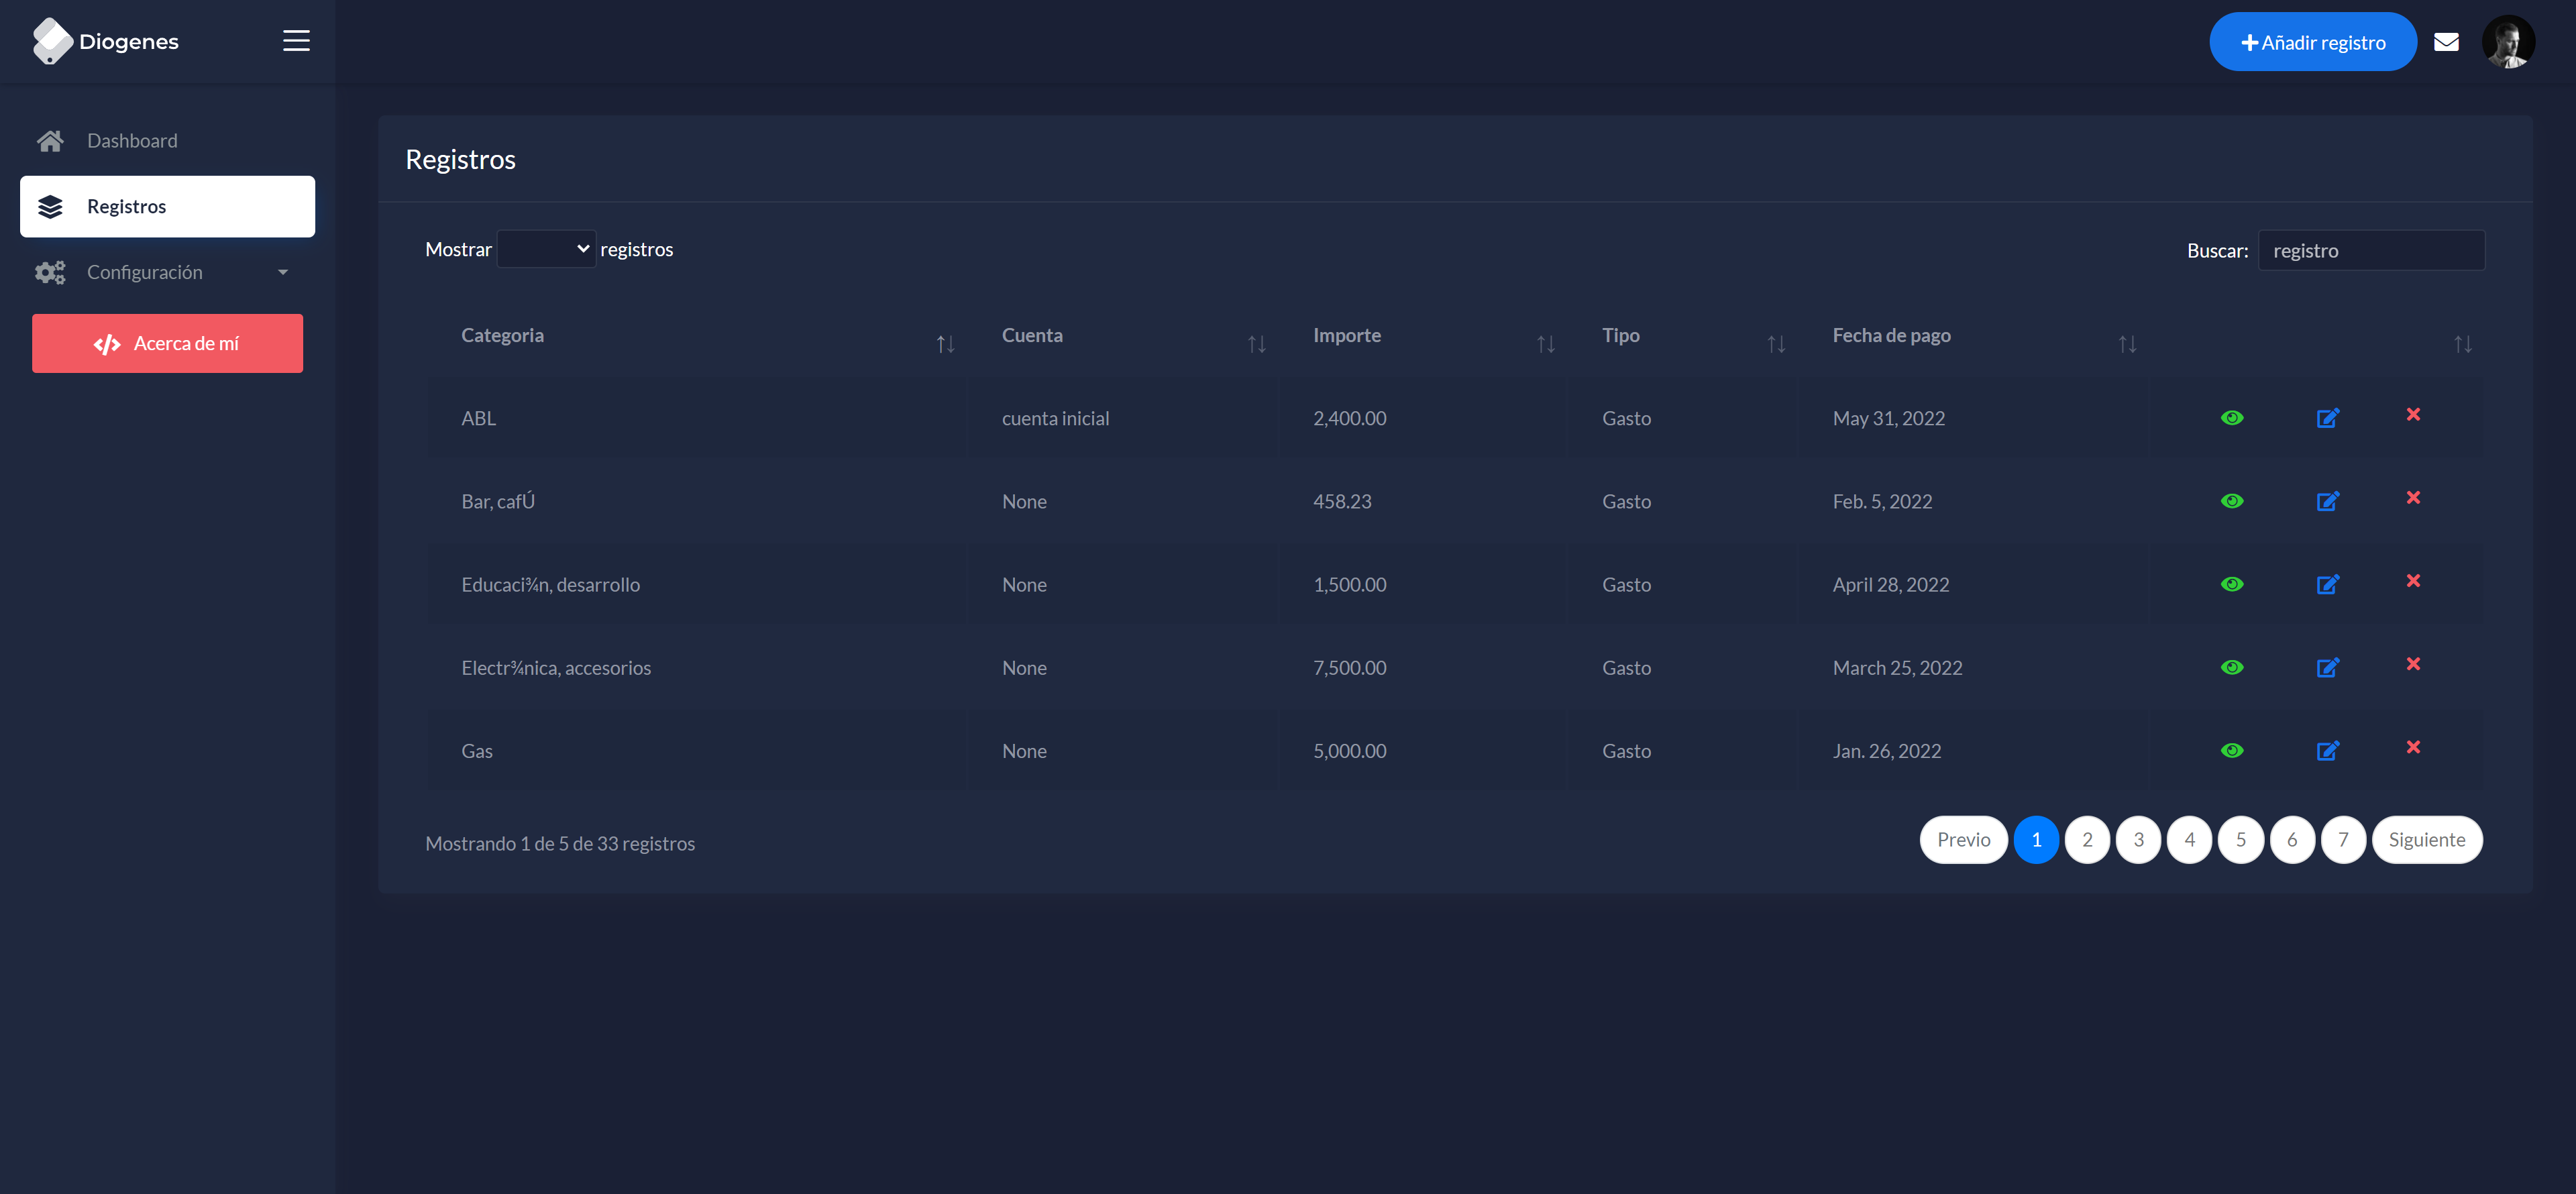 Diogenes
Añadir registro
Dashboard
Registros
Configuración
Acerca de mí
Registros
Mostrar registros
Buscar: registro
Categoria Cuenta Importe Tipo Fecha de pago
ABL cuenta inicial 2,400.00 Gasto May 31, 2022
Bar, cafÚ None 458.23 Gasto Feb. 5, 2022
Educaci¾n, desarrollo None 1,500.00 Gasto April 28, 2022
Electr¾nica, accesorios None 7,500.00 Gasto March 25, 2022
Gas None 5,000.00 Gasto Jan. 26, 2022
Mostrando 1 de 5 de 33 registros
Previo 1 2 3 4 5 6 7 Siguiente